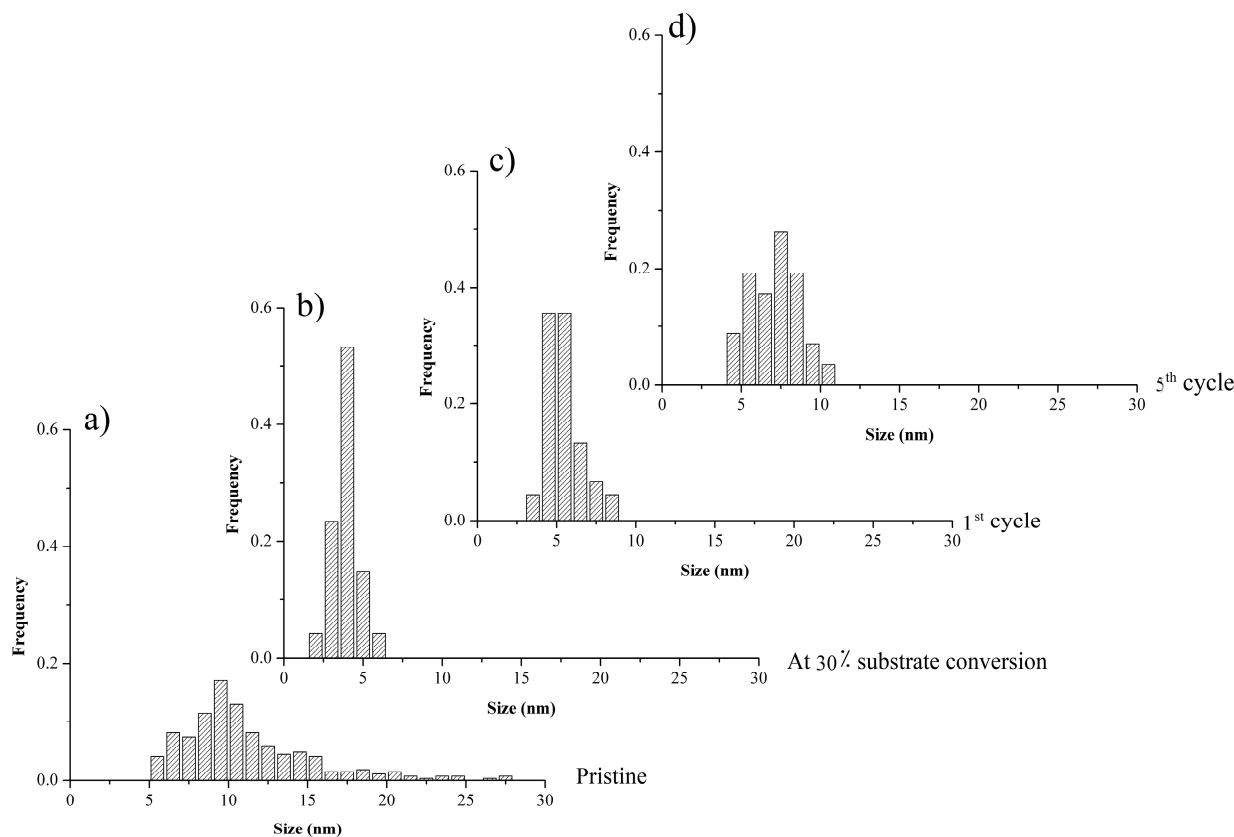 d)
0.6
0.4
Frequency
0.2
0.0
0 5 10 15 20 25 30
Size (nm)
5th cycle
c)
0.6
0.4
Frequency
0.2
0.0
0 5 10 15 20 25 30
Size (nm)
1st cycle
b)
0.6
0.4
Frequency
0.2
0.0
0 5 10 15 20 25 30
Size (nm)
At 30% substrate conversion
a)
0.6
0.4
Frequency
0.2
0.0
0 5 10 15 20 25 30
Size (nm)
Pristine